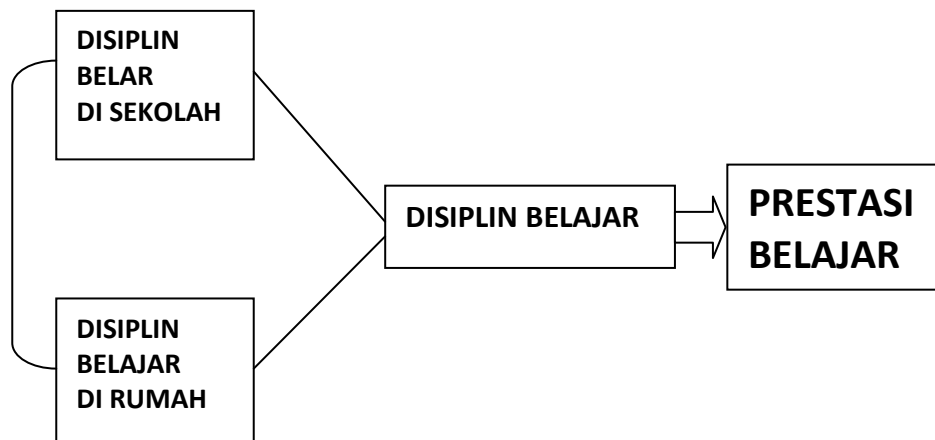 DISIPLIN
BELAR
DI SEKOLAH
DISIPLIN BELAJAR
PRESTASI
BELAJAR
DISIPLIN
BELAJAR
DI RUMAH